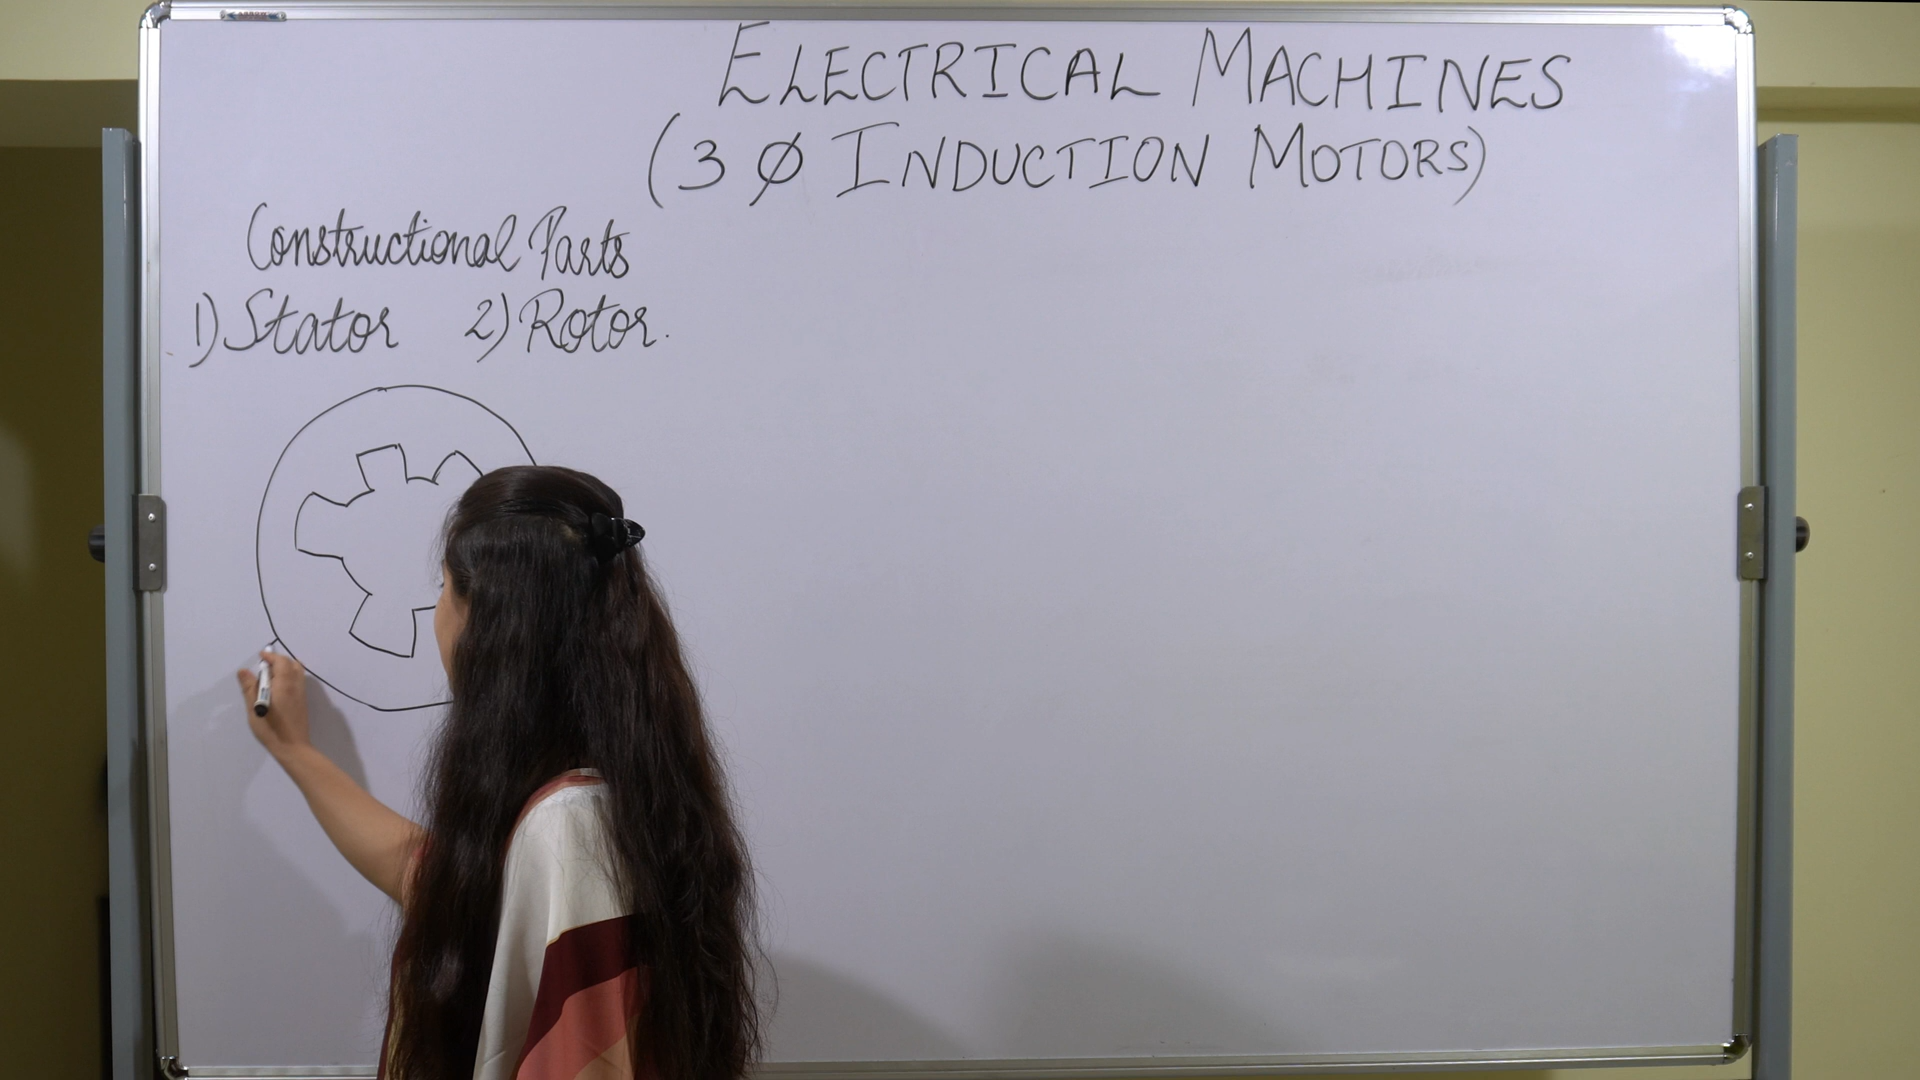 ELECTRICAL MACHINES
(3 Ø INDUCTION MOTORS)
Constructional Parts
1) Stator 2) Rotor.